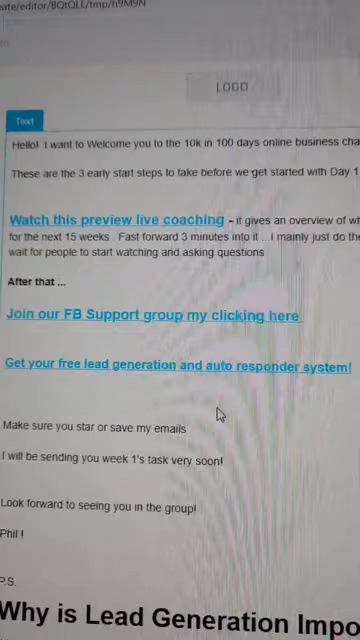 eate/editor/BQtQLL/tmp/h9M9N
LOGO
Text
Hello! I want to Welcome you to the 10k in 100 days online business cha
These are the 3 early start steps to take before we get started with Day 1
Watch this preview live coaching - it gives an overview of wh
for the next 15 weeks . Fast forward 3 minutes into it ... I mainly just do the
wait for people to start watching and asking questions
After that ...
Join our FB Support group my clicking here
Get your free lead generation and auto responder system!
Make sure you star or save my emails
I will be sending you week 1's task very soon!
Look forward to seeing you in the group!
Phil !
P.S.
Why is Lead Generation Impo